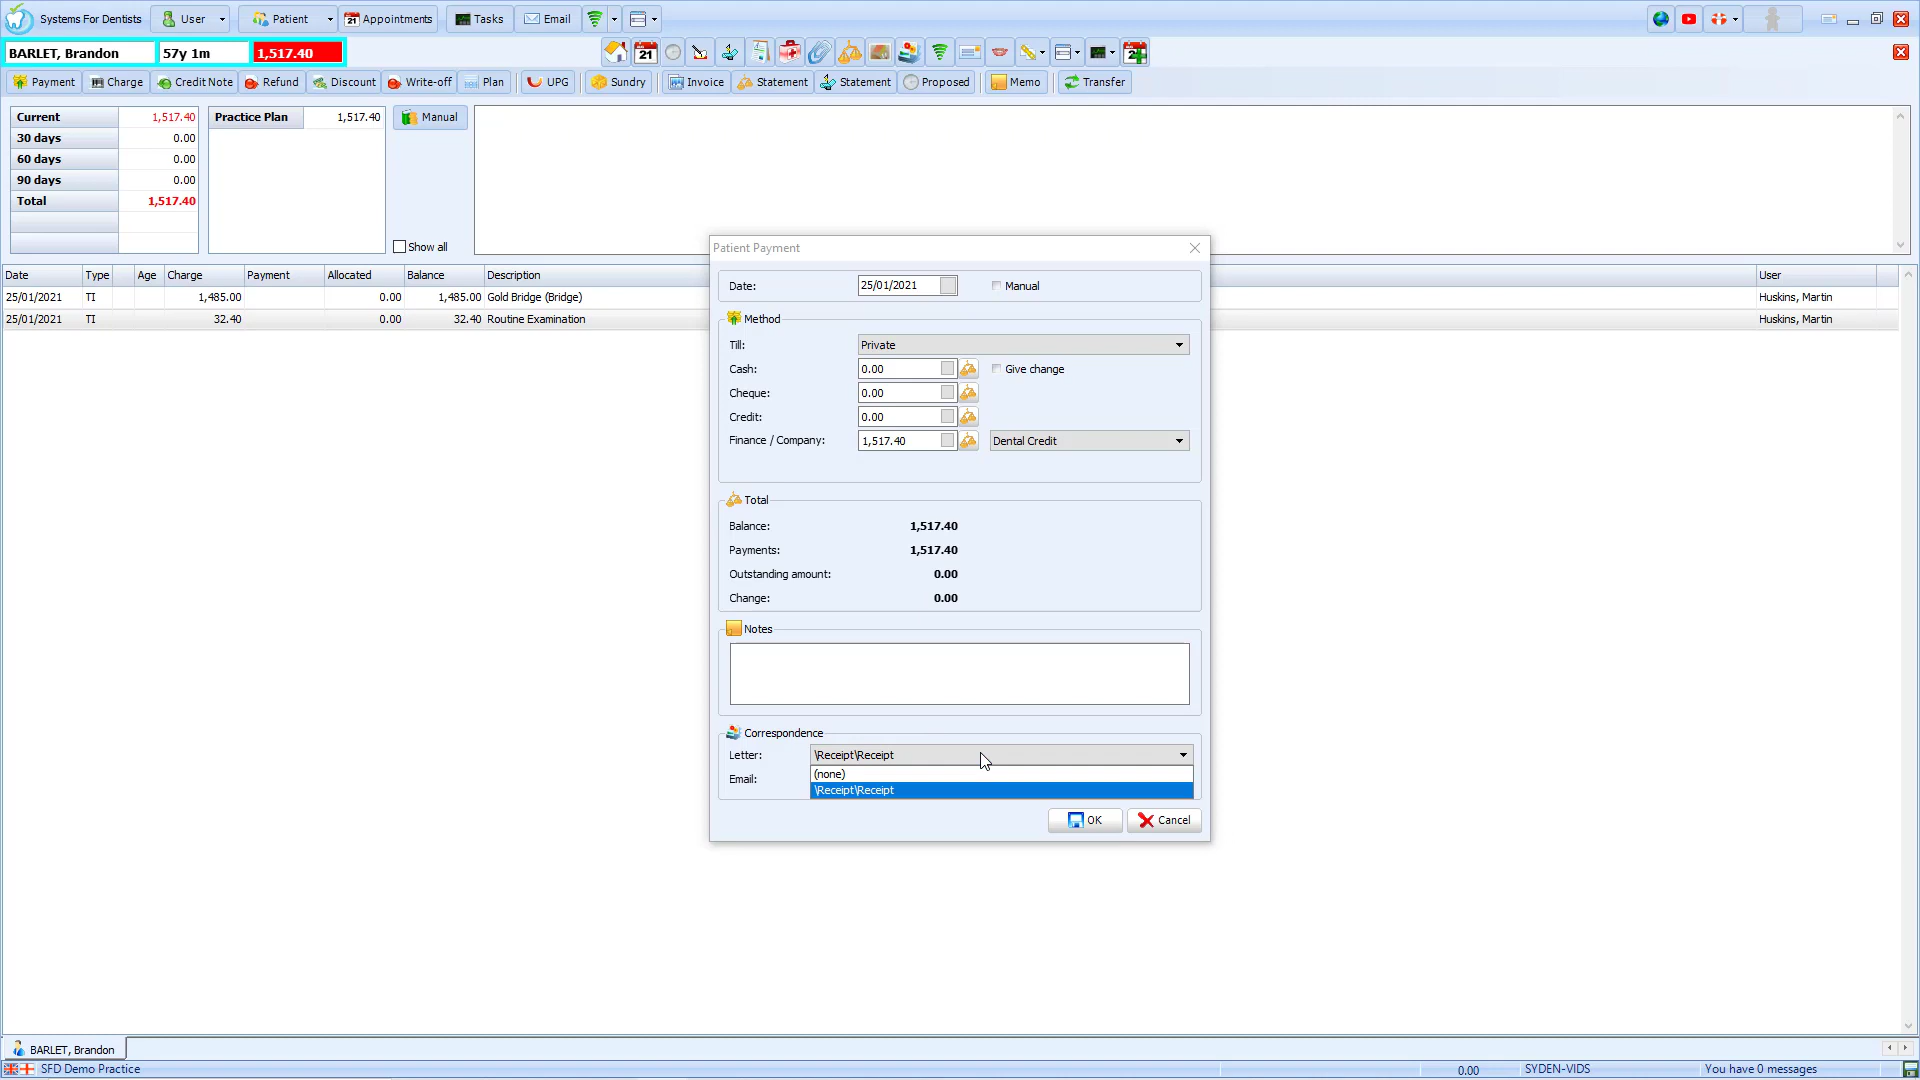 Systems For Dentists User Patient 21 Appointments Tasks Email
BARLET, Brandon 57y 1m 1,517.40 21
Payment Charge Credit Note Refund Discount Write-off Plan UPG Sundry Invoice Statement Statement Proposed Memo Transfer
Current 1,517.40 Practice Plan 1,517.40 Manual
30 days 0.00
60 days 0.00
90 days 0.00
Total 1,517.40
Show all
Date Type Age Charge Payment Allocated Balance Description User
25/01/2021 TI 1,485.00 0.00 1,485.00 Gold Bridge (Bridge) Huskins, Martin
25/01/2021 TI 32.40 0.00 32.40 Routine Examination Huskins, Martin
Patient Payment
Date: 25/01/2021 Manual
Method
Till: Private
Cash: 0.00 Give change
Cheque: 0.00
Credit: 0.00
Finance / Company: 1,517.40 Dental Credit
Total
Balance: 1,517.40
Payments: 1,517.40
Outstanding amount: 0.00
Change: 0.00
Notes
Correspondence
Letter: \Receipt\Receipt
(none)
Email:
\Receipt\Receipt
OK Cancel
BARLET, Brandon
SFD Demo Practice 0.00 SYDEN-VIDS You have 0 messages